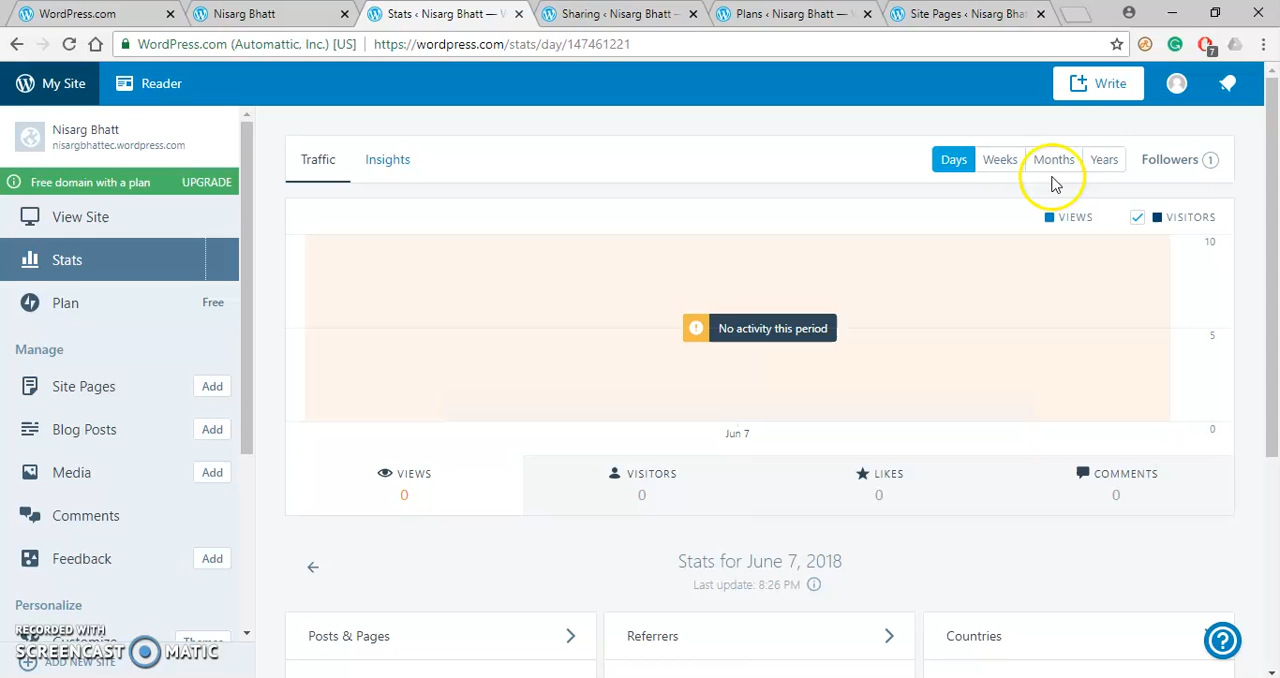 WordPress.com
Nisarg Bhatt
Stats ‹ Nisarg Bhatt —
Sharing ‹ Nisarg Bhatt —
Plans ‹ Nisarg Bhatt —
Site Pages ‹ Nisarg Bha
WordPress.com (Automattic, Inc.) [US]
https://wordpress.com/stats/day/147461221
7
My Site
Reader
Write
Nisarg Bhatt
nisargbhattec.wordpress.com
Free domain with a plan UPGRADE
View Site
Stats
Plan Free
Manage
Site Pages Add
Blog Posts Add
Media Add
Comments
Feedback Add
Personalize
Customize
RECORDED WITH
SCREENCAST MATIC
ADD NEW SITE
Traffic Insights
Days Weeks Months Years Followers 1
VIEWS VISITORS
10
No activity this period
5
0
Jun 7
VIEWS VISITORS LIKES COMMENTS
0 0 0 0
Stats for June 7, 2018
Last update: 8:26 PM
Posts & Pages Referrers Countries